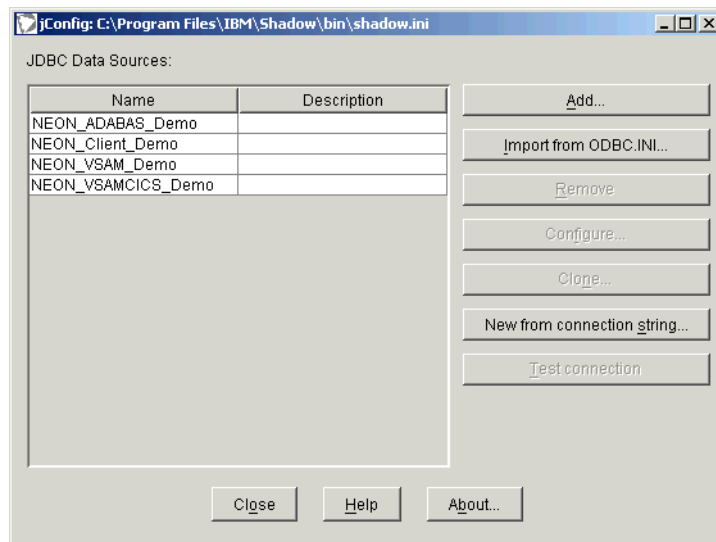 jConfig: C:\Program Files\IBM\Shadow\bin\shadow.ini
JDBC Data Sources:
Name Description
NEON_ADABAS_Demo
NEON_Client_Demo
NEON_VSAM_Demo
NEON_VSAMCICS_Demo
Add...
Import from ODBC.INI...
Remove
Configure...
Clone...
New from connection string...
Test connection
Close Help About...